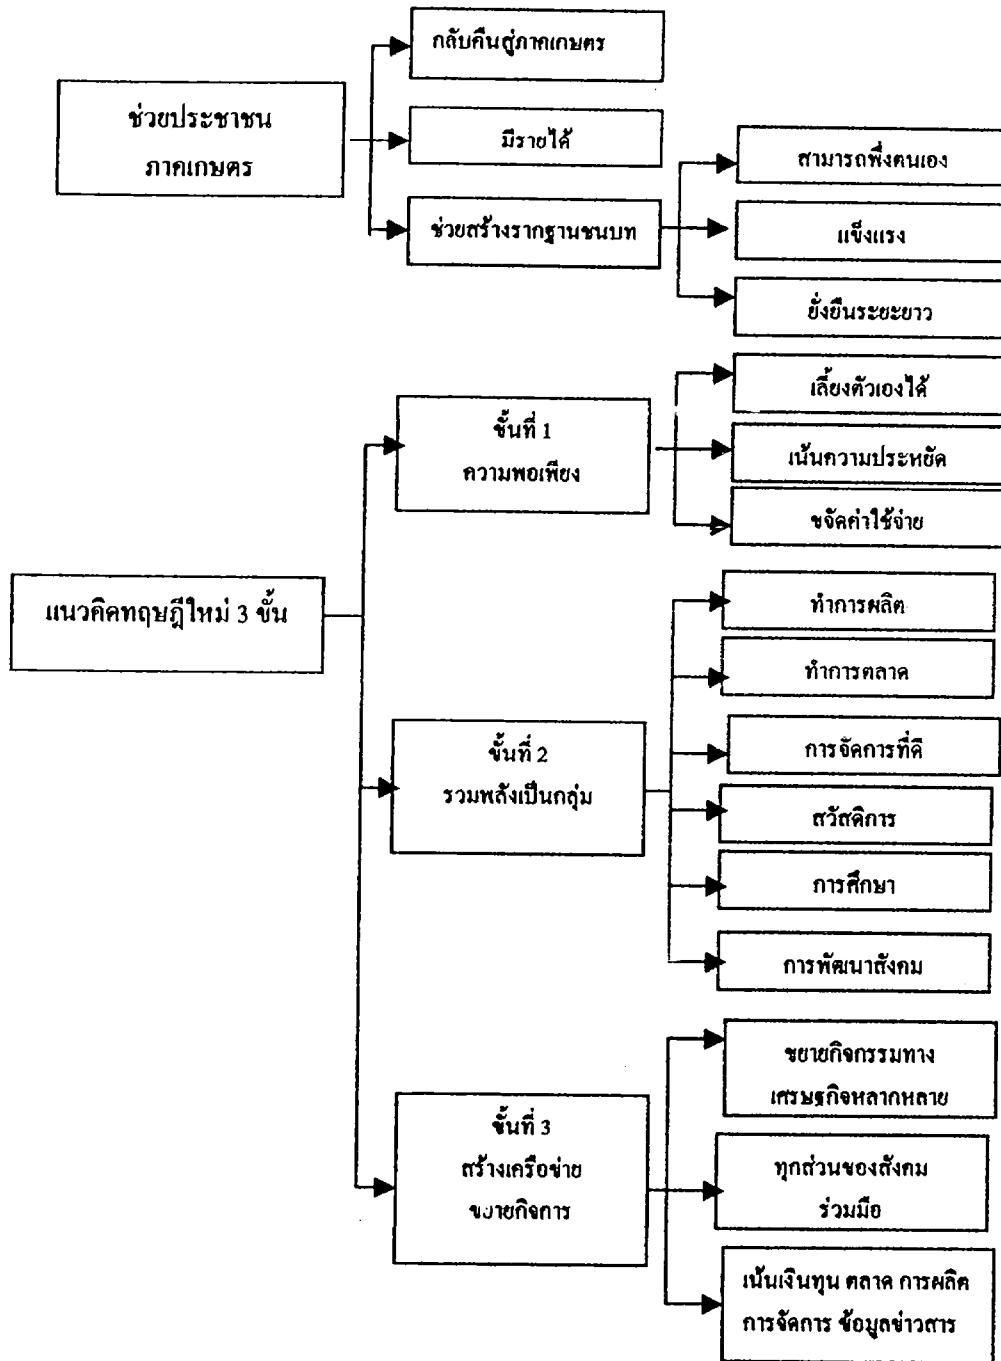 กลับคืนสู่ภาคเกษตร
ช่วยประชาชน
ภาคเกษตร
มีรายได้
ช่วยสร้างรากฐานชนบท
สามารถพึ่งตนเอง
แข็งแรง
ยั่งยืนระยะยาว
ขั้นที่ 1
ความพอเพียง
เลี้ยงตัวเองได้
เน้นความประหยัด
ขจัดค่าใช้จ่าย
แนวคิดทฤษฎีใหม่ 3 ขั้น
ขั้นที่ 2
รวมพลังเป็นกลุ่ม
ทำการผลิต
ทำการตลาด
การจัดการที่ดี
สวัสดิการ
การศึกษา
การพัฒนาสังคม
ขั้นที่ 3
สร้างเครือข่าย
ขยายกิจการ
ขยายกิจกรรมทาง
เศรษฐกิจหลากหลาย
ทุกส่วนของสังคม
ร่วมมือ
เน้นเงินทุน ตลาด การผลิต
การจัดการ ข้อมูลข่าวสาร